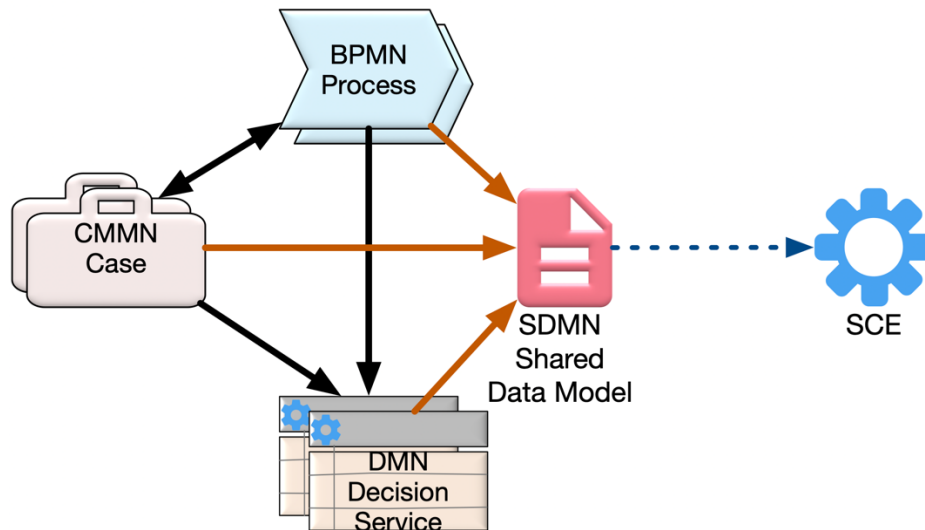 BPMN
Process
CMMN
Case
SDMN
Shared
Data Model
SCE
DMN
Decision
Service